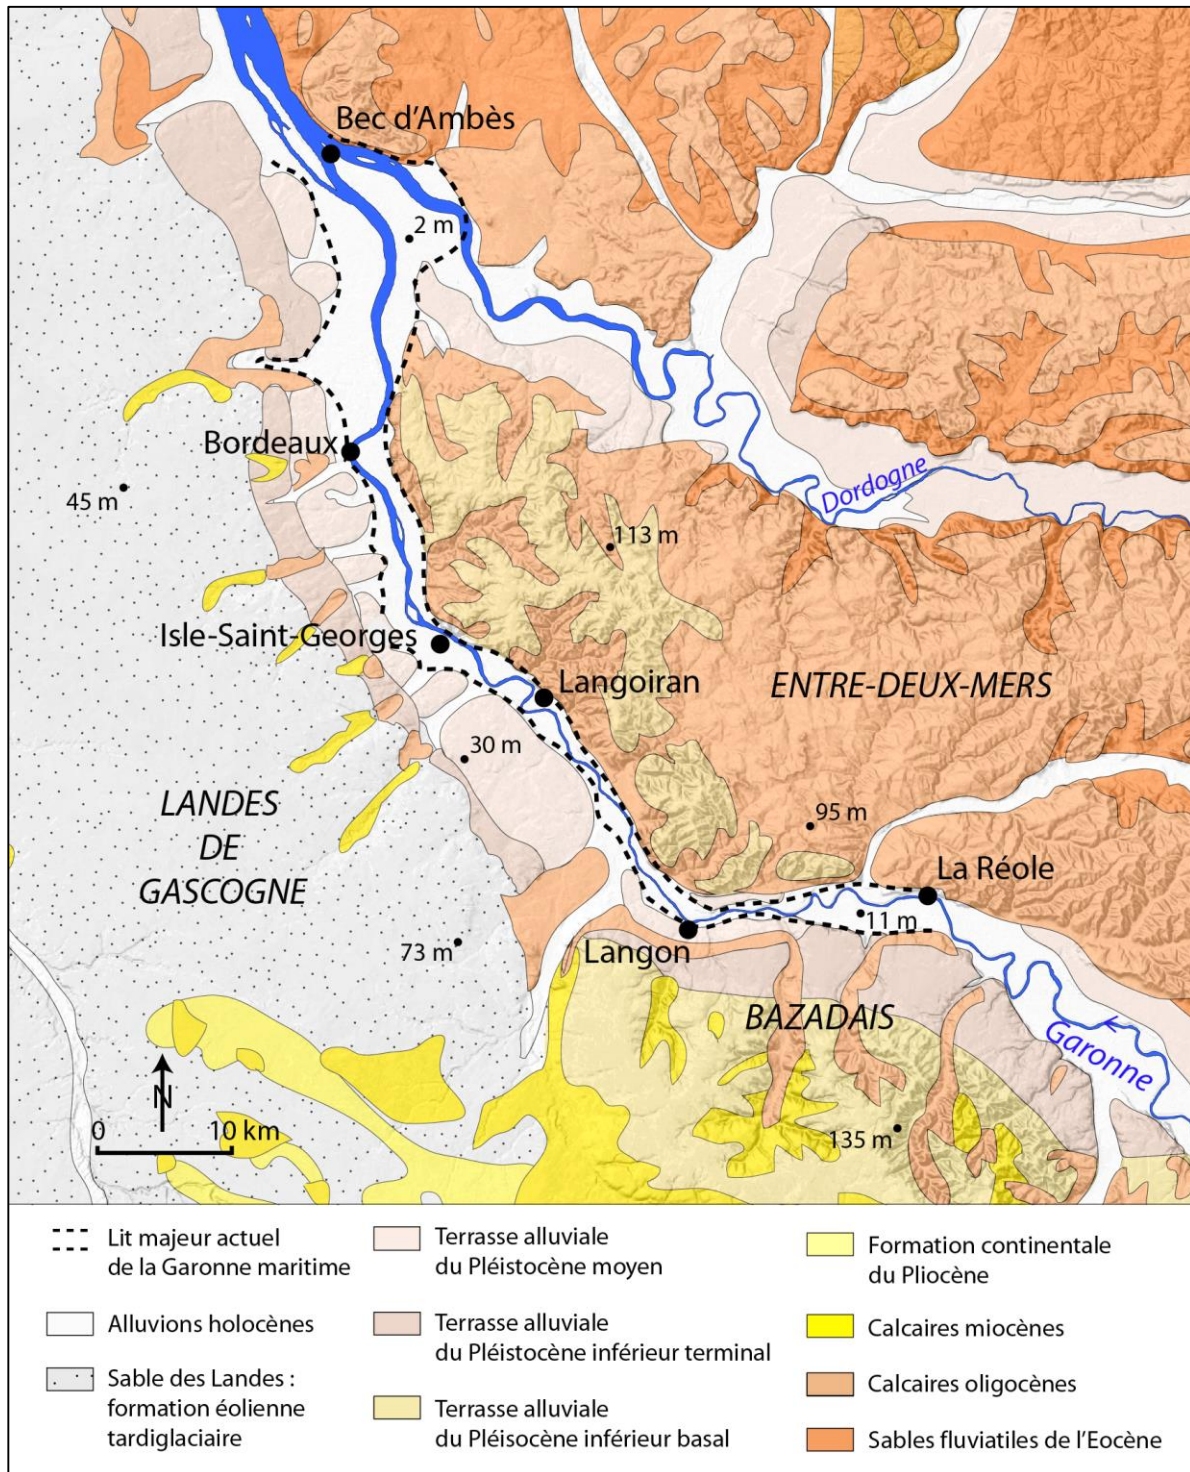 Bec d'Ambès
2 m
Bordeaux
45 m
Dordogne
113 m
Isle-Saint-Georges
Langoiran
ENTRE-DEUX-MERS
30 m
LANDES
DE
GASCOGNE
95 m
La Réole
11 m
73 m
Langon
BAZADAIS
Garonne
N
0 10 km
135 m
Lit majeur actuel
de la Garonne maritime
Alluvions holocènes
Sable des Landes :
formation éolienne
tardiglaciaire
Terrasse alluviale
du Pléistocène moyen
Terrasse alluviale
du Pléistocène inférieur terminal
Terrasse alluviale
du Pléisocène inférieur basal
Formation continentale
du Pliocène
Calcaires miocènes
Calcaires oligocènes
Sables fluviatiles de l'Eocène